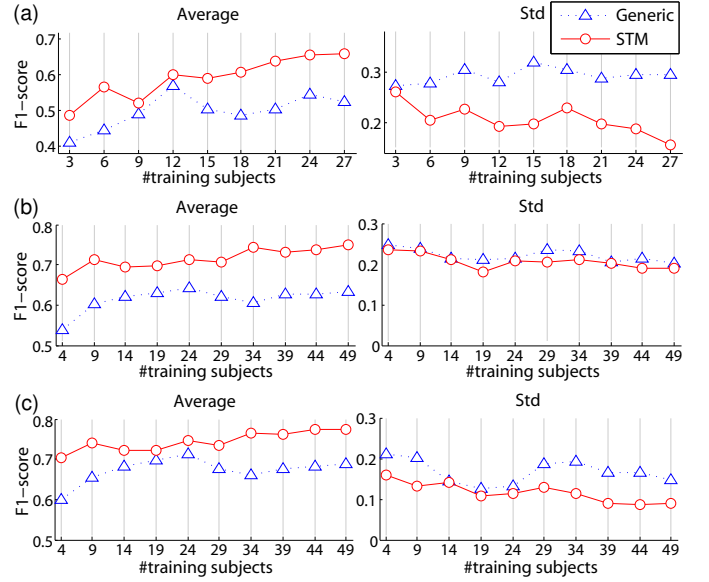 (a)
Average
Std
Generic
STM
F1-score
0.7
0.6
0.5
0.4
3 6 9 12 15 18 21 24 27
#training subjects
0.3
0.2
3 6 9 12 15 18 21 24 27
#training subjects
(b)
Average
Std
F1-score
0.8
0.7
0.6
0.5
4 9 14 19 24 29 34 39 44 49
#training subjects
0.3
0.2
0.1
0
4 9 14 19 24 29 34 39 44 49
#training subjects
(c)
Average
Std
F1-score
0.8
0.7
0.6
0.5
4 9 14 19 24 29 34 39 44 49
#training subjects
0.3
0.2
0.1
0
4 9 14 19 24 29 34 39 44 49
#training subjects